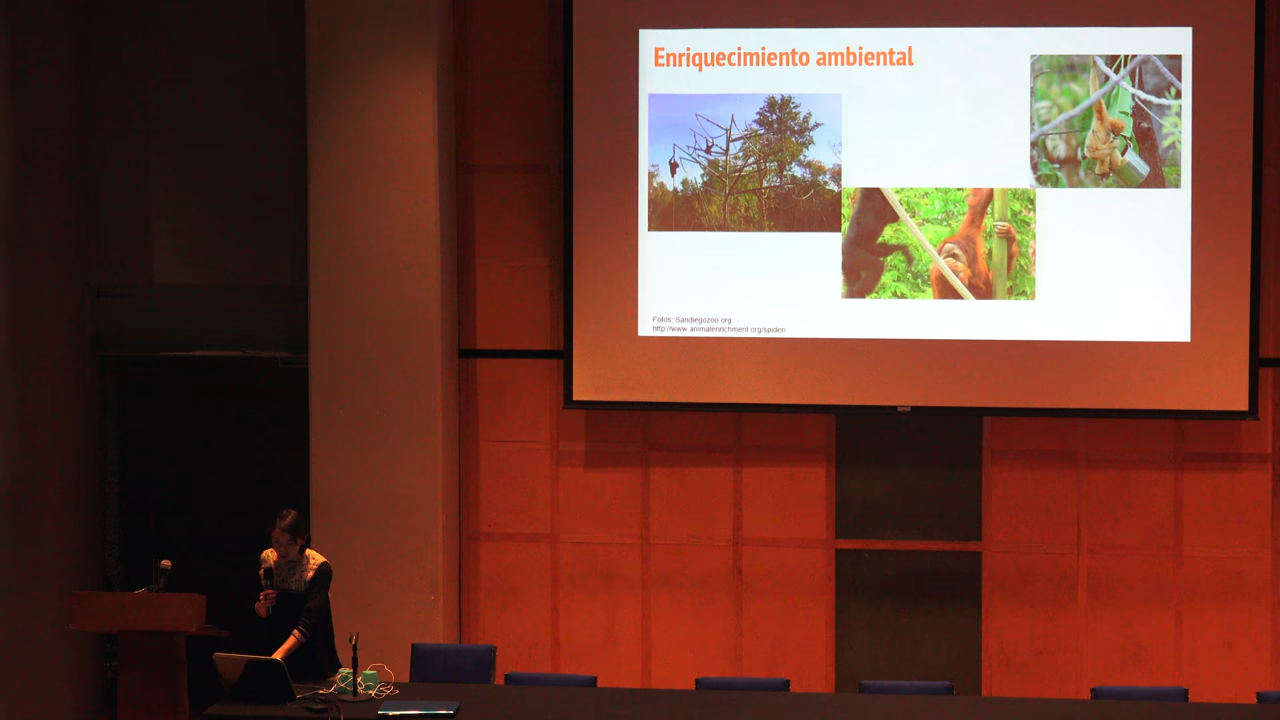 Enriquecimiento ambiental
Fotos: Sandiegozoo.org
http://www.animalenrichment.org/spider/